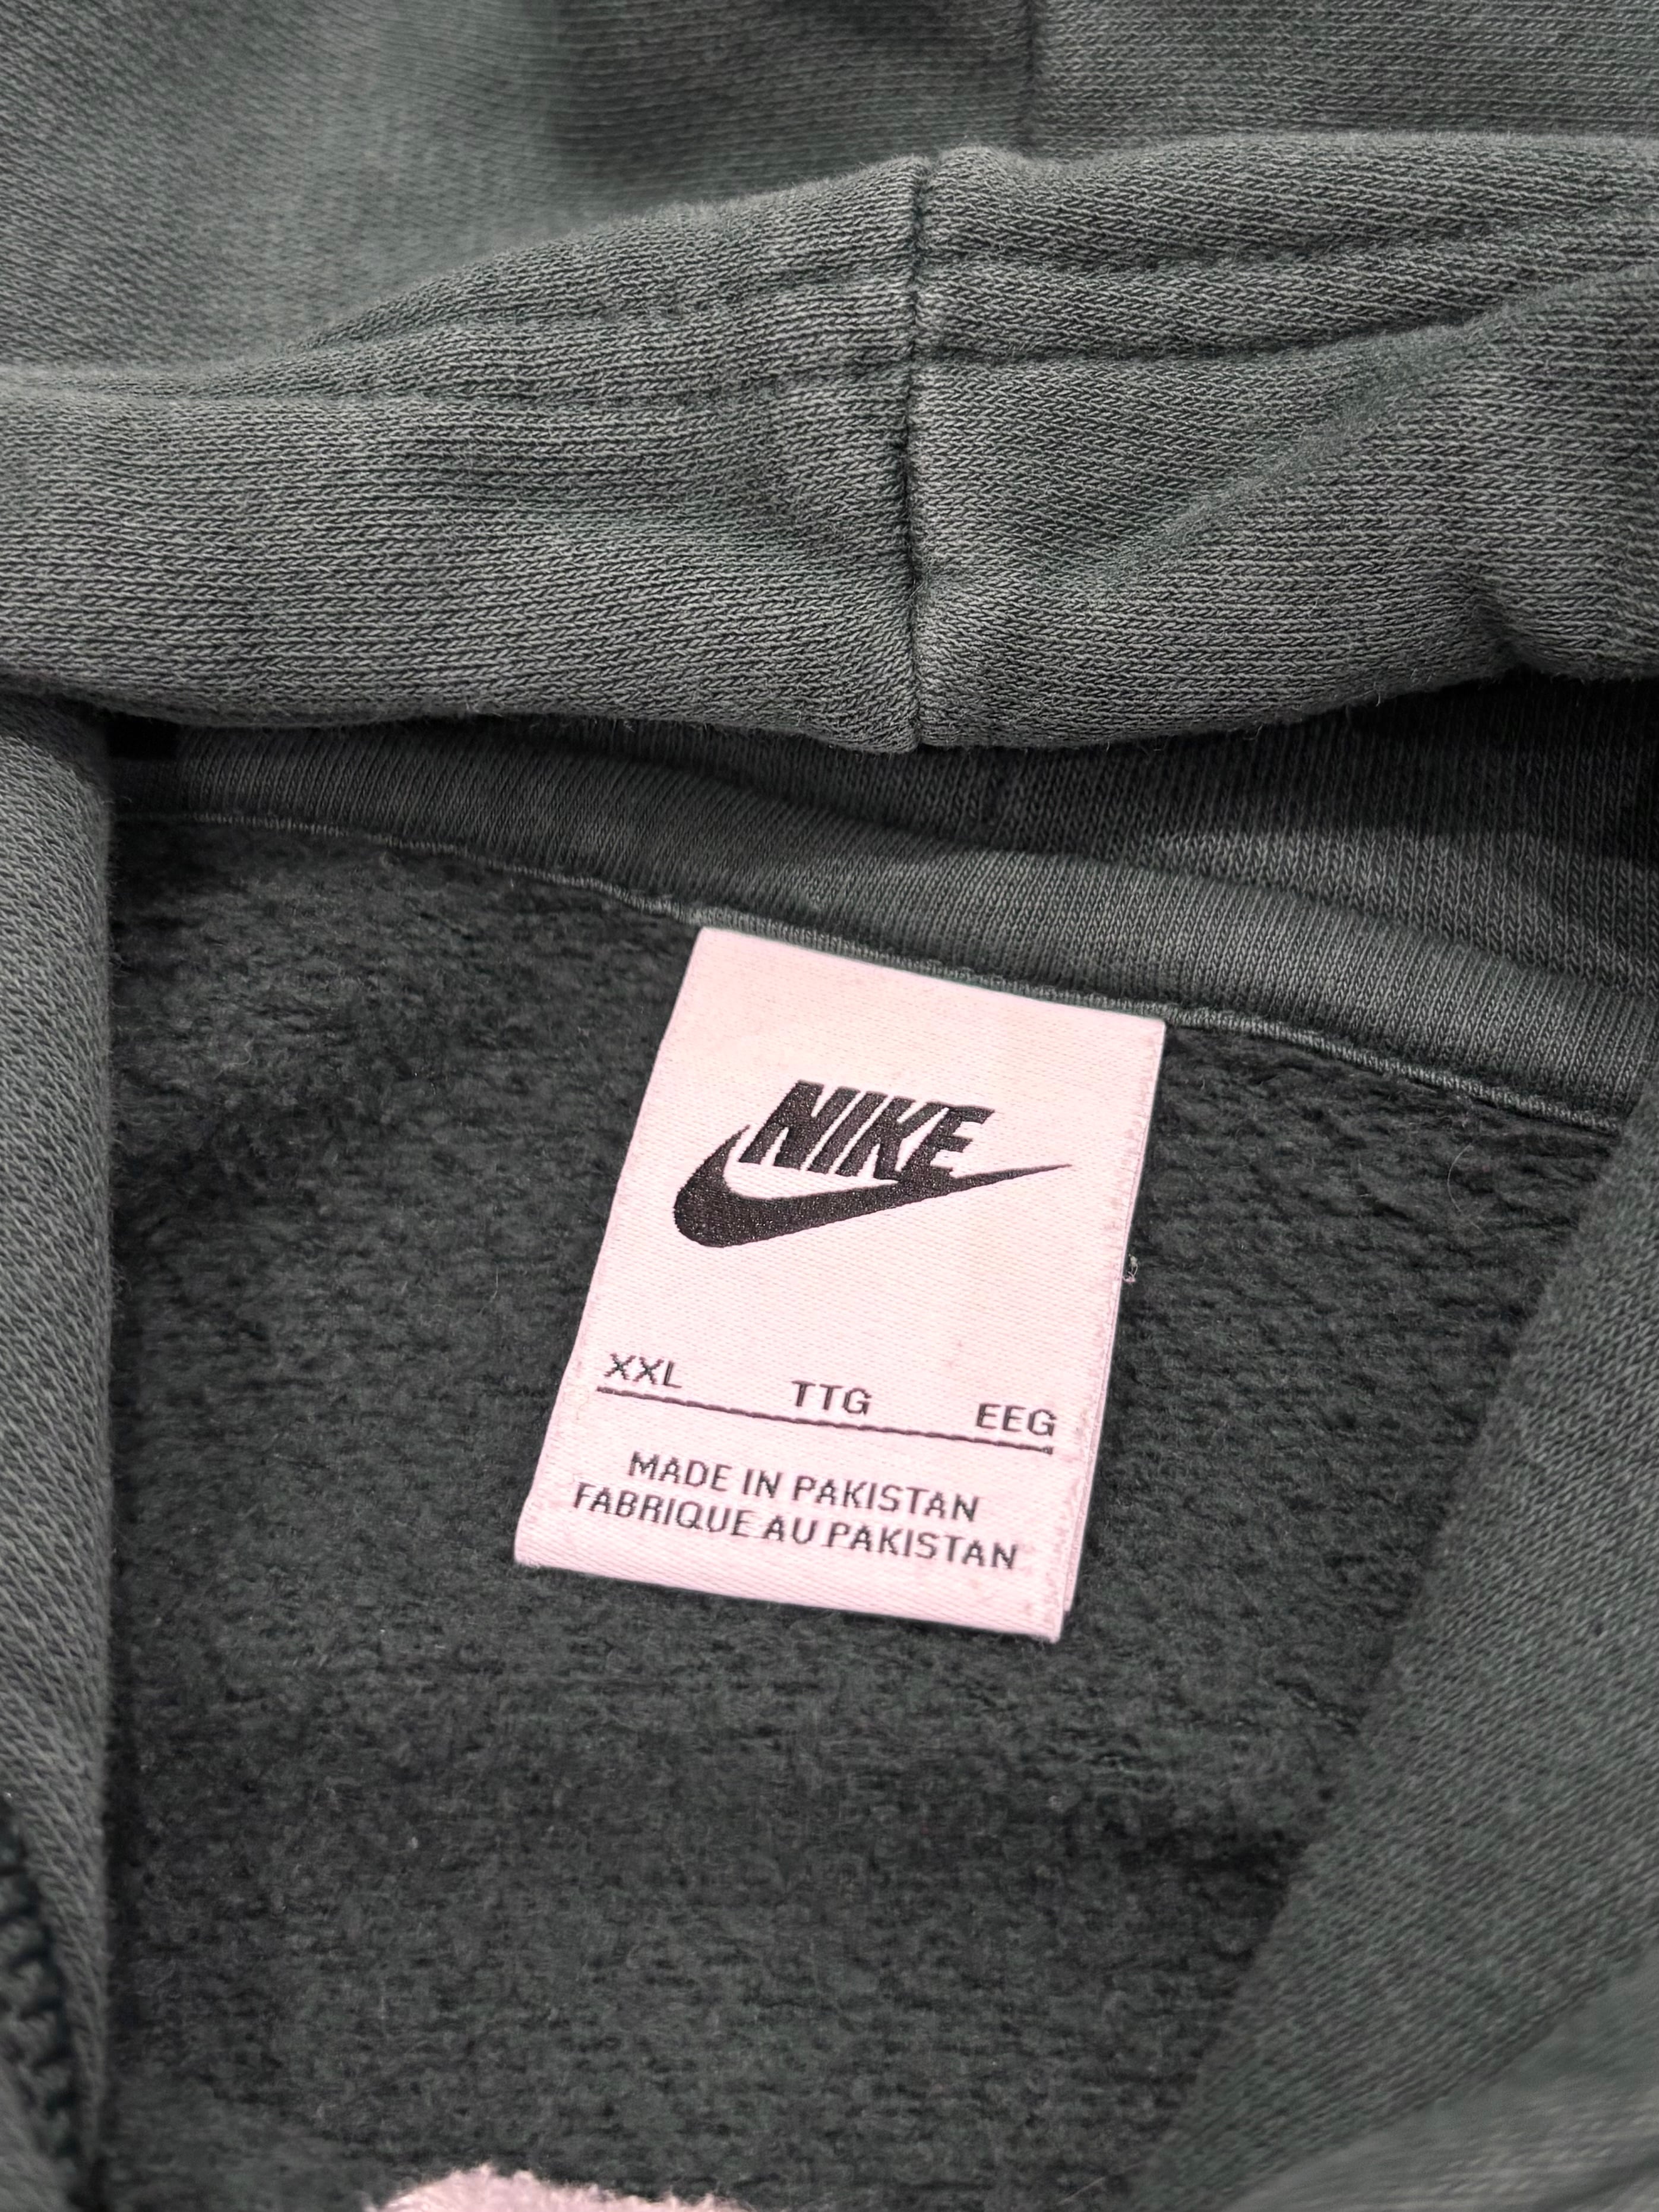 NIKE
XXL TTG EEG
MADE IN PAKISTAN
FABRIQUE AU PAKISTAN